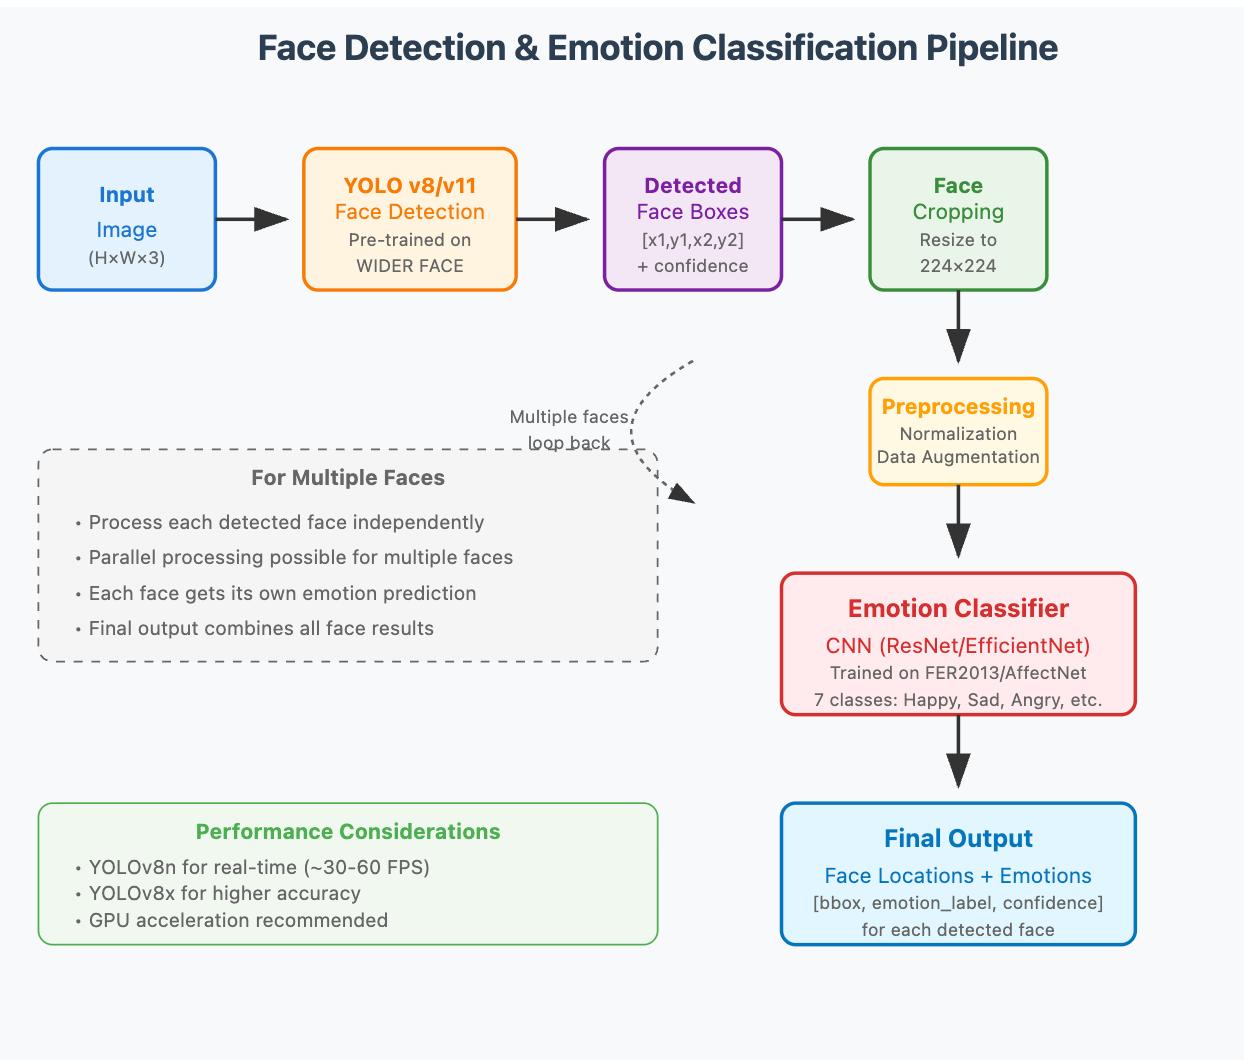 Face Detection & Emotion Classification Pipeline
Input
Image
(H×W×3)
YOLO v8/v11
Face Detection
Pre-trained on
WIDER FACE
Detected
Face Boxes
[x1,y1,x2,y2]
+ confidence
Face
Cropping
Resize to
224×224
Preprocessing
Normalization
Data Augmentation
Multiple faces
loop back
For Multiple Faces
• Process each detected face independently
• Parallel processing possible for multiple faces
• Each face gets its own emotion prediction
• Final output combines all face results
Emotion Classifier
CNN (ResNet/EfficientNet)
Trained on FER2013/AffectNet
7 classes: Happy, Sad, Angry, etc.
Performance Considerations
• YOLOv8n for real-time (~30-60 FPS)
• YOLOv8x for higher accuracy
• GPU acceleration recommended
Final Output
Face Locations + Emotions
[bbox, emotion_label, confidence]
for each detected face